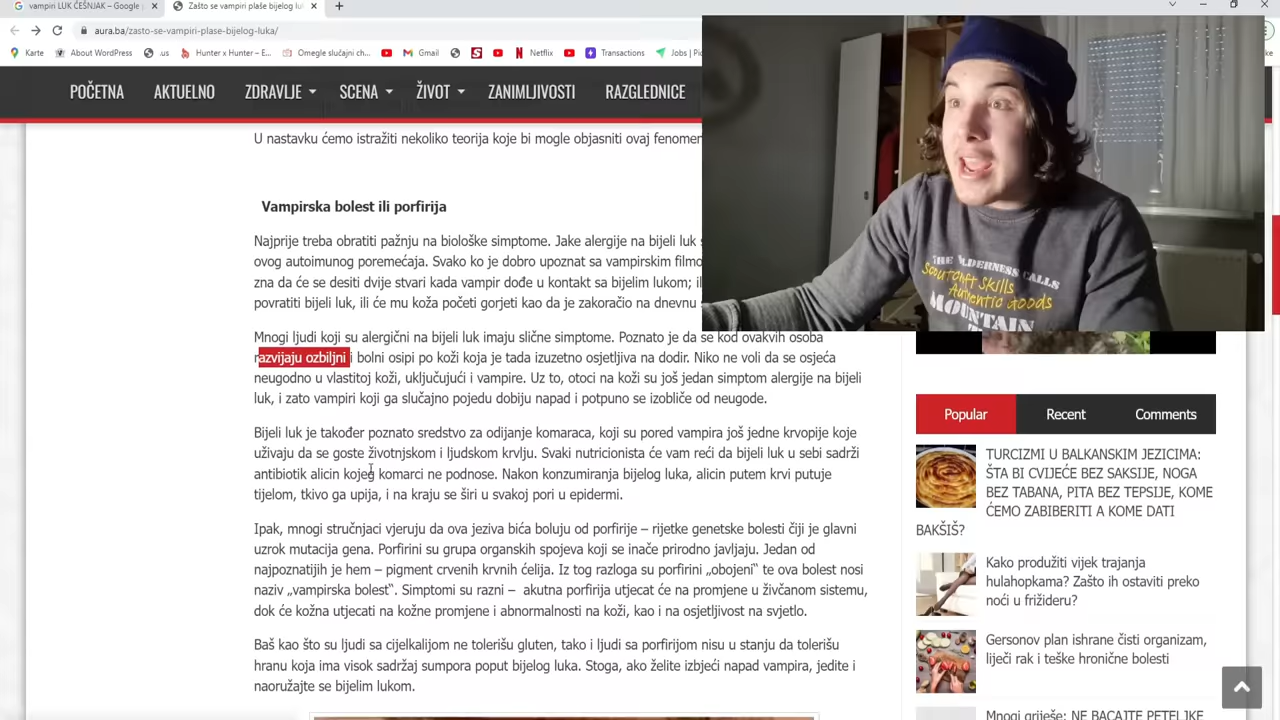 vampiri LUK ČEŠNJAK – Google
Zašto se vampiri plaše bijelog lu
aura.ba/zasto-se-vampiri-plase-bijelog-luka/
Karte
About WordPress
.us
Hunter x Hunter – E...
Omegle slučajni ch...
YouTube
Gmail
Prevedi
Netflix
YouTube
Transactions
POČETNA AKTUELNO ZDRAVLJE SCENA ŽIVOT ZANIMLJIVOSTI RAZGLEDNICE
U nastavku ćemo istražiti nekoliko teorija koje bi mogle objasniti ovaj
Vampirska bolest ili porfirija
Najprije treba obratiti pažnju na biološke simptome. Jake alergije na bijeli luk
ovog autoimunog poremećaja. Svako ko je dobro upoznat sa vampirskim
zna da će se desiti dvije stvari kada vampir dođe u kontakt sa bijelim lukom;
povratiti bijeli luk, ili će mu koža početi gorjeti kao da je zakoračio na dnevnu
THE WILDERNESS CALLS
Authentic Goods
MOUNTAIN
Mnogi ljudi koji su alergični na bijeli luk imaju slične simptome. Poznato je da se kod ovakvih osoba
razvijaju ozbiljni i bolni osipi po koži koja je tada izuzetno osjetljiva na dodir. Niko ne voli da se osjeća
neugodno u vlastitoj koži, uključujući i vampire. Uz to, otoci na koži su još jedan simptom alergije na bijeli
luk, i zato vampiri koji ga slučajno pojedu dobiju napad i potpuno se izobliče od neugode.
Bijeli luk je također poznato sredstvo za odijanje komaraca, koji su pored vampira još jedne krvopije koje
uživaju da se goste životnjskom i ljudskom krvlju. Svaki nutricionista će vam reći da bijeli luk u sebi sadrži
antibiotik alicin kojeg komarci ne podnose. Nakon konzumiranja bijelog luka, alicin putem krvi putuje
tijelom, tkivo ga upija, i na kraju se širi u svakoj pori u epidermi.
Ipak, mnogi stručnjaci vjeruju da ova jeziva bića boluju od porfirije – rijetke genetske bolesti čiji je glavni
uzrok mutacija gena. Porfirini su grupa organskih spojeva koji se inače prirodno javljaju. Jedan od
najpoznatijih je hem – pigment crvenih krvnih ćelija. Iz tog razloga su porfirini „obojeni“ te ova bolest nosi
naziv „vampirska bolest“. Simptomi su razni –  akutna porfirija utjecat će na promjene u živčanom sistemu,
dok će kožna utjecati na kožne promjene i abnormalnosti na koži, kao i na osjetljivost na svjetlo.
Baš kao što su ljudi sa cijelkalijom ne tolerišu gluten, tako i ljudi sa porfirijom nisu u stanju da tolerišu
hranu koja ima visok sadržaj sumpora poput bijelog luka. Stoga, ako želite izbjeći napad vampira, jedite i
naoružajte se bijelim lukom.
Popular Recent Comments
TURCIZMI U BALKANSKIM JEZICIMA:
ŠTA BI CVIJEĆE BEZ SAKSIJE, NOGA
BEZ TABANA, PITA BEZ TEPSIJE, KOME
ĆEMO ZABIBERITI A KOME DATI
BAKŠIŠ?
Kako produžiti vijek trajanja
hulahopkama? Zašto ih ostaviti preko
noći u frižideru?
Gersonov plan ishrane čisti organizam,
liječi rak i teške hronične bolesti
Mnogi griješe: NE BACAJTE PETELJKE